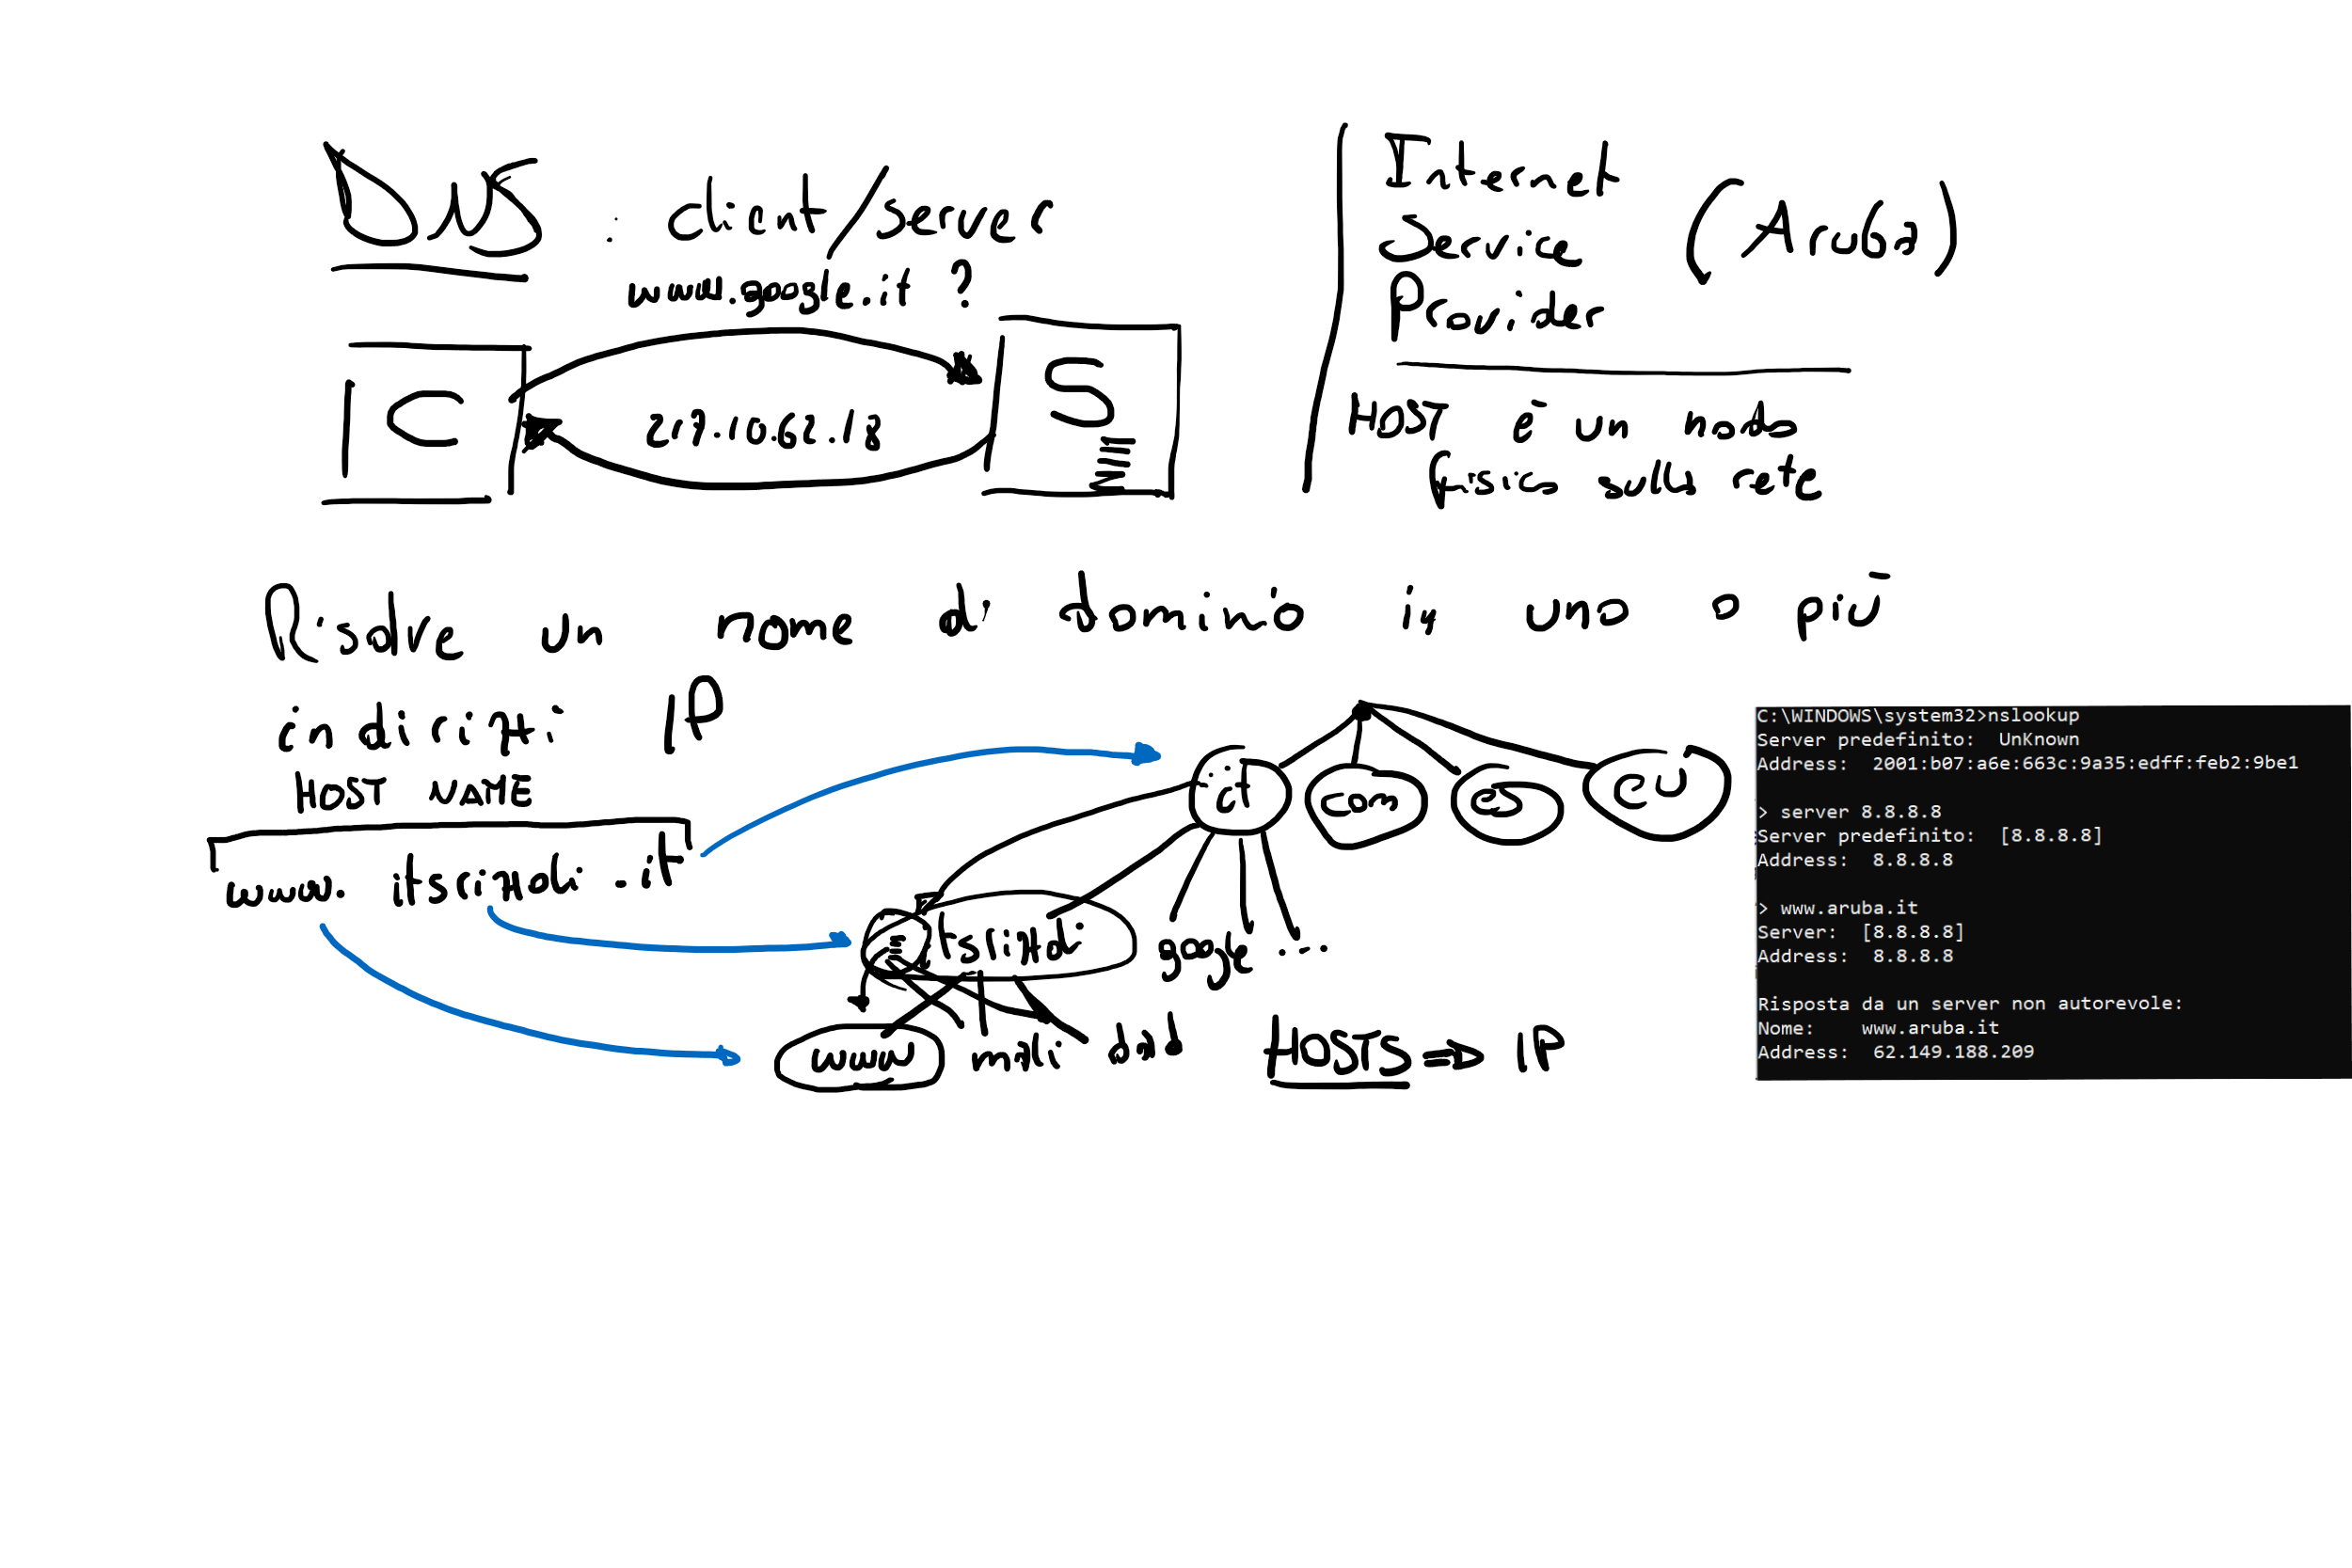 DNS : client/server
www.google.it ?
C
S
217.10.62.18
Internet
Service
Provider
(Aruba)
HOST è un nodo
fisico sulla rete
Risolve un nome di dominio in uno o più
indirizzi IP
HOST NAME
www. itsrizzoli .it
it
com
es
eu
itsrizzoli
google ...
www
mail
dad
HOSTS => IP
C:\WINDOWS\system32>nslookup
Server predefinito:  UnKnown
Address:  2001:b07:a6e:663c:9a35:edff:feb2:9be1
> server 8.8.8.8
Server predefinito:  [8.8.8.8]
Address:  8.8.8.8
> www.aruba.it
Server:  [8.8.8.8]
Address:  8.8.8.8
Risposta da un server non autorevole:
Nome:    www.aruba.it
Address:  62.149.188.209